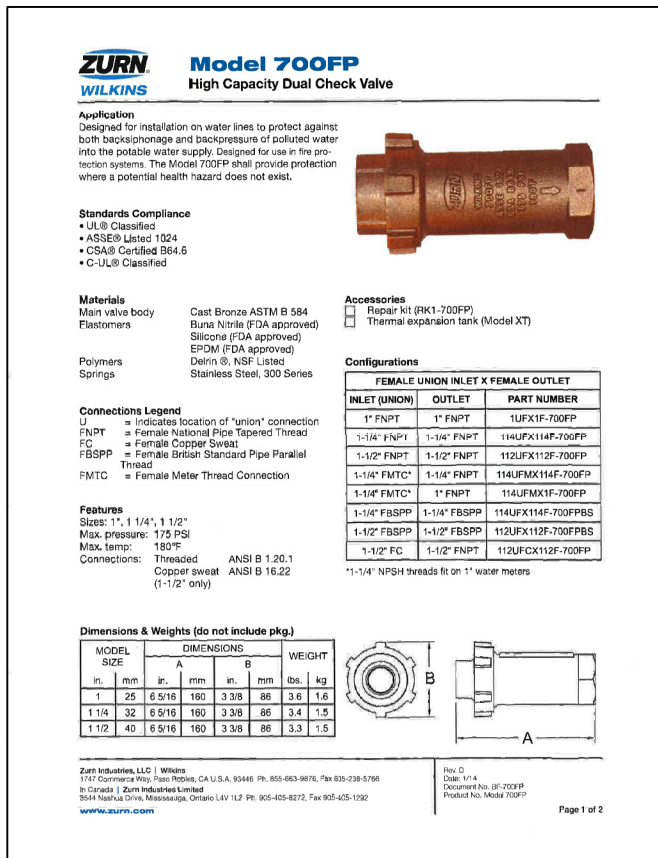 ZURN
WILKINS
Model 700FP
High Capacity Dual Check Valve
Application
Designed for installation on water lines to protect against
both backsiphonage and backpressure of polluted water
into the potable water supply. Designed for use in fire pro-
tection systems. The Model 700FP shall provide protection
where a potential health hazard does not exist.
Standards Compliance
• UL® Classified
• ASSE® Listed 1024
• CSA® Certified B64.6
• C-UL® Classified
Materials
Main valve body Cast Bronze ASTM B 584
Elastomers Buna Nitrile (FDA approved)
Silicone (FDA approved)
EPDM (FDA approved)
Polymers Delrin ®, NSF Listed
Springs Stainless Steel, 300 Series
Accessories
Repair kit (RK1-700FP)
Thermal expansion tank (Model XT)
Connections Legend
U = Indicates location of "union" connection
FNPT = Female National Pipe Tapered Thread
FC = Female Copper Sweat
FBSPP = Female British Standard Pipe Parallel
Thread
FMTC = Female Meter Thread Connection
Features
Sizes: 1", 1 1/4", 1 1/2"
Max. pressure: 175 PSI
Max. temp: 180°F
Connections: Threaded ANSI B 1.20.1
Copper sweat ANSI B 16.22
(1-1/2" only)
Configurations
FEMALE UNION INLET X FEMALE OUTLET
INLET (UNION) OUTLET PART NUMBER
1" FNPT 1" FNPT 1UFX1F-700FP
1-1/4" FNPT 1-1/4" FNPT 114UFX114F-700FP
1-1/2" FNPT 1-1/2" FNPT 112UFX112F-700FP
1-1/4" FMTC* 1-1/4" FNPT 114UFMX114F-700FP
1-1/4" FMTC* 1" FNPT 114UFMX1F-700FP
1-1/4" FBSPP 1-1/4" FBSPP 114UFX114F-700FPBS
1-1/2" FBSPP 1-1/2" FBSPP 112UFX112F-700FPBS
1-1/2" FC 1-1/2" FNPT 112UFCX112F-700FP
*1-1/4" NPSH threads fit on 1" water meters
Dimensions & Weights (do not include pkg.)
MODEL SIZE DIMENSIONS WEIGHT
A B
in. mm in. mm in. mm lbs. kg
1 25 6 5/16 160 3 3/8 86 3.6 1.6
1 1/4 32 6 5/16 160 3 3/8 86 3.4 1.5
1 1/2 40 6 5/16 160 3 3/8 86 3.3 1.5
B
A
Zurn Industries, LLC | Wilkins
1747 Commerce Way, Paso Robles, CA U.S.A. 93446 Ph. 855-663-9876, Fax 805-238-5766
In Canada | Zurn Industries Limited
3544 Nashua Drive, Mississauga, Ontario L4V 1L2 Ph. 905-405-8272, Fax 905-405-1292
www.zurn.com
Rev. D
Date: 1/14
Document No. BF-700FP
Product No. Model 700FP
Page 1 of 2